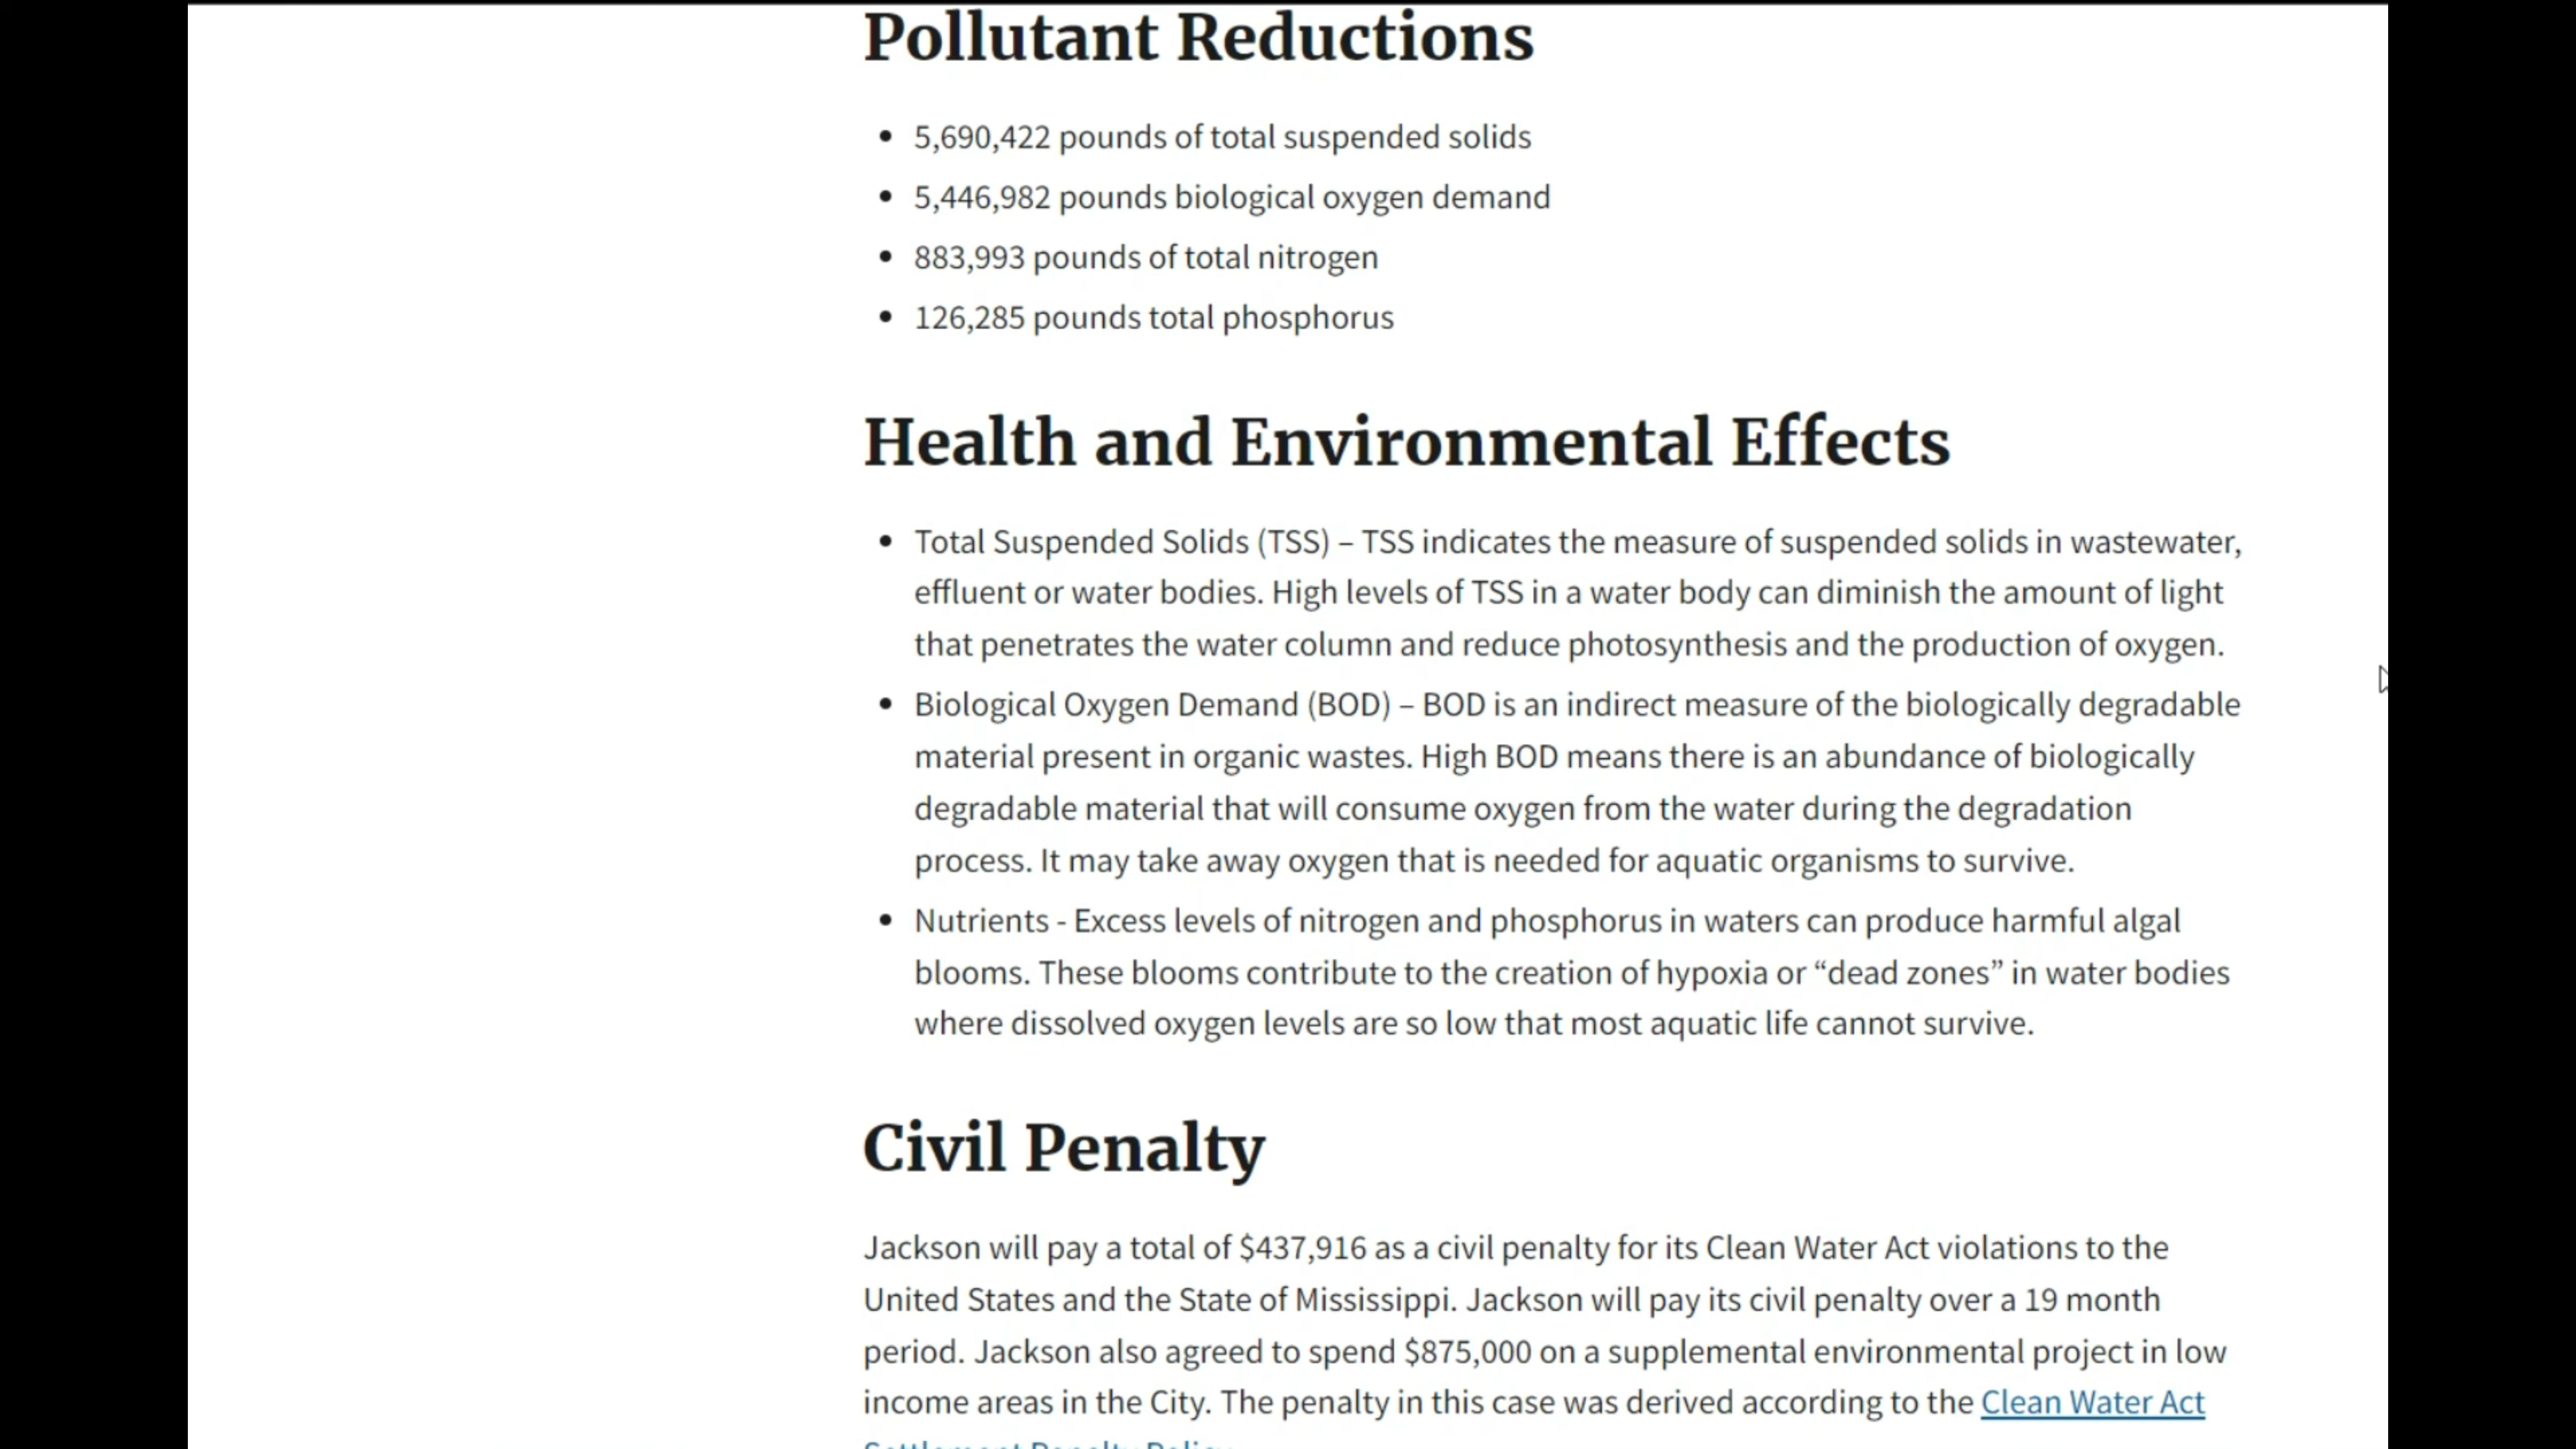 Pollutant Reductions
• 5,690,422 pounds of total suspended solids
• 5,446,982 pounds biological oxygen demand
• 883,993 pounds of total nitrogen
• 126,285 pounds total phosphorus
Health and Environmental Effects
• Total Suspended Solids (TSS) – TSS indicates the measure of suspended solids in wastewater,
effluent or water bodies. High levels of TSS in a water body can diminish the amount of light
that penetrates the water column and reduce photosynthesis and the production of oxygen.
• Biological Oxygen Demand (BOD) – BOD is an indirect measure of the biologically degradable
material present in organic wastes. High BOD means there is an abundance of biologically
degradable material that will consume oxygen from the water during the degradation
process. It may take away oxygen that is needed for aquatic organisms to survive.
• Nutrients - Excess levels of nitrogen and phosphorus in waters can produce harmful algal
blooms. These blooms contribute to the creation of hypoxia or “dead zones” in water bodies
where dissolved oxygen levels are so low that most aquatic life cannot survive.
Civil Penalty
Jackson will pay a total of $437,916 as a civil penalty for its Clean Water Act violations to the
United States and the State of Mississippi. Jackson will pay its civil penalty over a 19 month
period. Jackson also agreed to spend $875,000 on a supplemental environmental project in low
income areas in the City. The penalty in this case was derived according to the Clean Water Act
Settlement Penalty Policy